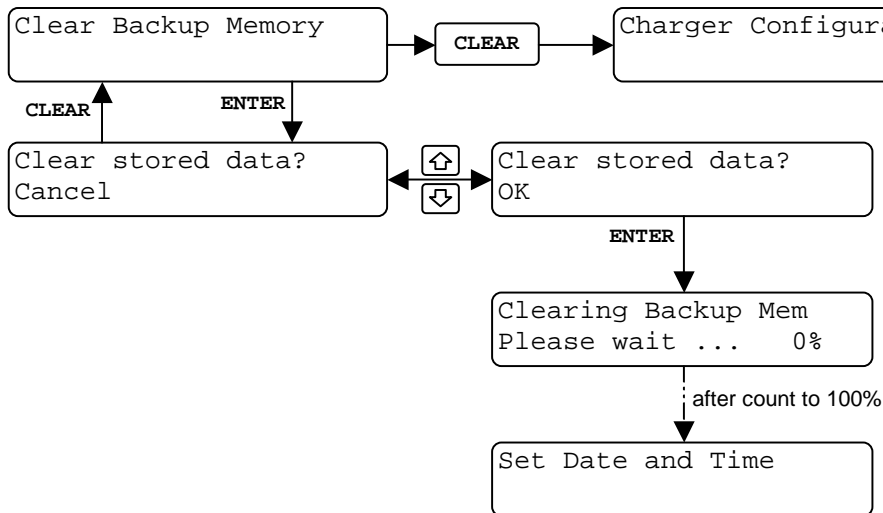 Clear Backup Memory
CLEAR
Charger Configura
CLEAR
ENTER
Clear stored data?
Cancel
Clear stored data?
OK
ENTER
Clearing Backup Mem
Please wait ... 0%
after count to 100%
Set Date and Time